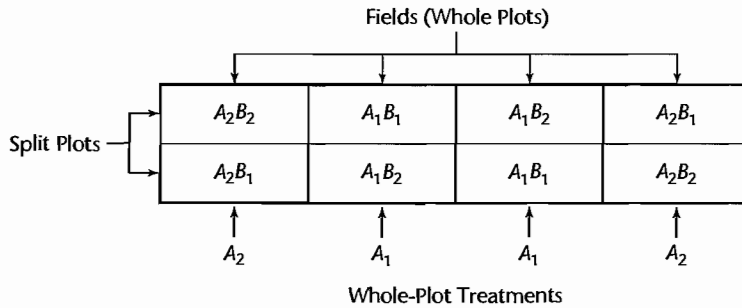 Fields (Whole Plots)
A₂B₂ A₁B₁ A₁B₂ A₂B₁
Split Plots
A₂B₁ A₁B₂ A₁B₁ A₂B₂
A₂ A₁ A₁ A₂
Whole-Plot Treatments